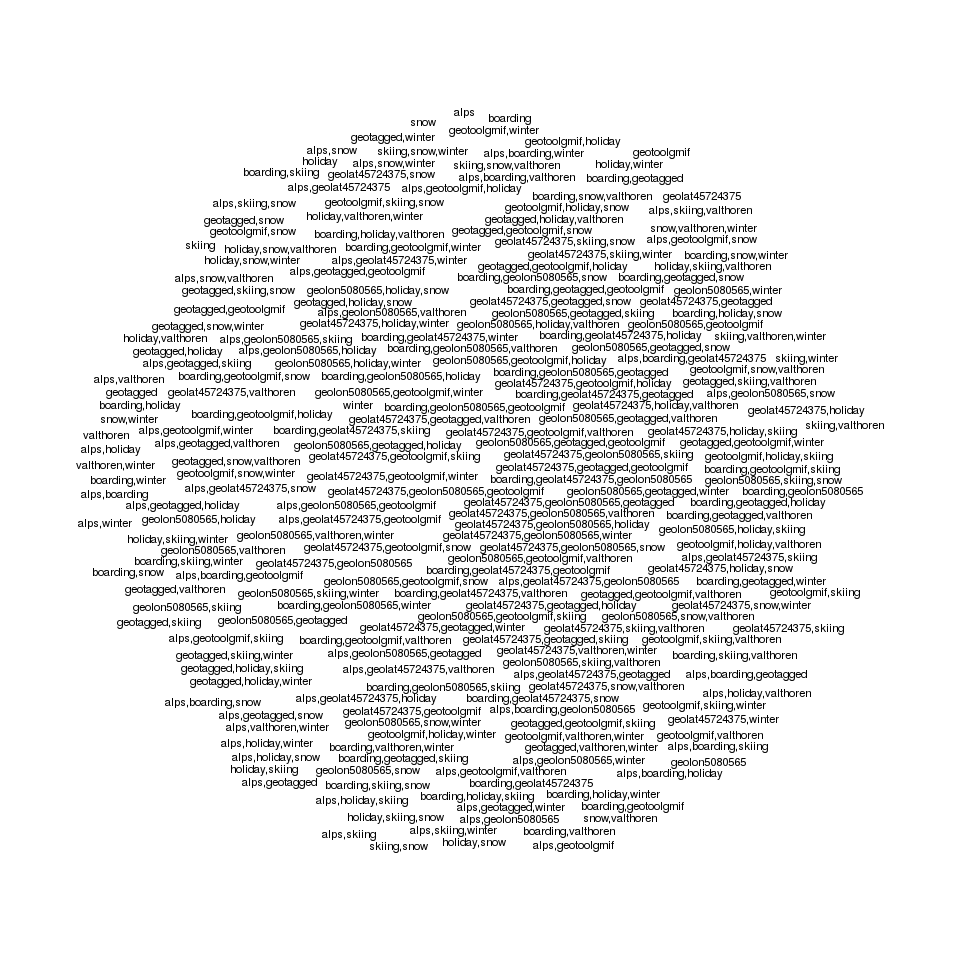 alps
boarding
snow
geotoolgmif,winter
geotagged,winter
geotoolgmif,holiday
alps,snow
skiing,snow,winter
alps,boarding,winter
geotoolgmif
holiday
alps,snow,winter
skiing,snow,valthoren
holiday,winter
boarding,skiing
geolat45724375,snow
alps,boarding,valthoren
boarding,geotagged
alps,geolat45724375
alps,geotoolgmif,holiday
boarding,snow,valthoren
geolat45724375
alps,skiing,snow
geotoolgmif,skiing,snow
geotoolgmif,holiday,snow
alps,skiing,valthoren
geotagged,snow
holiday,valthoren,winter
geotagged,holiday,valthoren
geotoolgmif,snow
boarding,holiday,valthoren
geotagged,geotoolgmif,snow
snow,valthoren,winter
skiing
holiday,snow,valthoren
boarding,geotoolgmif,winter
geolat45724375,skiing,snow
alps,geotoolgmif,snow
holiday,snow,winter
alps,geolat45724375,winter
geolat45724375,skiing,winter
boarding,snow,winter
alps,snow,valthoren
alps,geotagged,geotoolgmif
geotagged,geotoolgmif,holiday
holiday,skiing,valthoren
boarding,geolon5080565,snow
boarding,geotagged,snow
geotagged,skiing,snow
geolon5080565,holiday,snow
boarding,geotagged,geotoolgmif
geolon5080565,winter
geotagged,geotoolgmif
geotagged,holiday,snow
alps,geolon5080565,valthoren
geolat45724375,geotagged,snow
geolat45724375,geotagged
geolon5080565,geotagged,skiing
boarding,holiday,snow
geotagged,snow,winter
geolat45724375,holiday,winter
geolon5080565,holiday,valthoren
geolon5080565,geotoolgmif
holiday,valthoren
alps,geolon5080565,skiing
boarding,geolat45724375,winter
boarding,geolat45724375,holiday
skiing,valthoren,winter
geotagged,holiday
alps,geolon5080565,holiday
boarding,geolon5080565,valthoren
geolon5080565,geotagged,snow
alps,geotagged,skiing
geolon5080565,holiday,winter
geolon5080565,geotoolgmif,holiday
alps,boarding,geolat45724375
skiing,winter
alps,valthoren
boarding,geotoolgmif,snow
boarding,geolon5080565,holiday
boarding,geolon5080565,geotagged
geotoolgmif,snow,valthoren
geolat45724375,geotoolgmif,holiday
geotagged,skiing,valthoren
geotagged
geolat45724375,valthoren
geolon5080565,geotoolgmif,winter
boarding,geolat45724375,geotagged
alps,geolon5080565,snow
boarding,holiday
winter
boarding,geolon5080565,geotoolgmif
geolat45724375,holiday,valthoren
geolat45724375,holiday
snow,winter
boarding,geotoolgmif,holiday
geolat45724375,geotagged,valthoren
geolon5080565,geotagged,valthoren
skiing,valthoren
valthoren
alps,geotoolgmif,winter
boarding,geolat45724375,skiing
geolat45724375,geotoolgmif,valthoren
geolat45724375,holiday,skiing
alps,holiday
alps,geotagged,valthoren
geolon5080565,geotagged,holiday
geolon5080565,geotagged,geotoolgmif
geotagged,geotoolgmif,winter
valthoren,winter
geotagged,snow,valthoren
geolat45724375,geotoolgmif,skiing
geolat45724375,geolon5080565,skiing
geotoolgmif,holiday,skiing
boarding,winter
geotoolgmif,snow,winter
geolat45724375,geotoolgmif,winter
geolat45724375,geotagged,geotoolgmif
boarding,geotoolgmif,skiing
boarding,geolat45724375,geolon5080565
geolon5080565,skiing,snow
alps,boarding
alps,geolat45724375,snow
geolat45724375,geolon5080565,geotoolgmif
geolon5080565,geotagged,winter
boarding,geolon5080565
alps,geotagged,holiday
alps,geolon5080565,geotoolgmif
geolat45724375,geolon5080565,geotagged
boarding,geotagged,holiday
alps,winter
geolon5080565,holiday
alps,geolat45724375,geotoolgmif
geolat45724375,geolon5080565,valthoren
boarding,geotagged,valthoren
geolat45724375,geolon5080565,holiday
geolon5080565,holiday,skiing
holiday,skiing,winter
geolon5080565,valthoren,winter
geolat45724375,geolon5080565,winter
geolon5080565,valthoren
geolat45724375,geotoolgmif,snow
geolat45724375,geolon5080565,snow
geotoolgmif,holiday,valthoren
boarding,skiing,winter
geolat45724375,geolon5080565
geolon5080565,geotoolgmif,valthoren
alps,geolat45724375,skiing
boarding,snow
alps,boarding,geotoolgmif
boarding,geolat45724375,geotoolgmif
geolat45724375,holiday,snow
geolon5080565,geotoolgmif,snow
alps,geolat45724375,geolon5080565
boarding,geotagged,winter
geotagged,valthoren
geolon5080565,skiing,winter
boarding,geolat45724375,valthoren
geotagged,geotoolgmif,valthoren
geotoolgmif,skiing
geolon5080565,skiing
boarding,geolon5080565,winter
geolat45724375,geotagged,holiday
geolat45724375,snow,winter
geotagged,skiing
geolon5080565,geotagged
geolon5080565,geotoolgmif,skiing
geolon5080565,snow,valthoren
geolat45724375,geotagged,winter
geolat45724375,skiing,valthoren
geolat45724375,skiing
alps,geotoolgmif,skiing
boarding,geotoolgmif,valthoren
geolat45724375,geotagged,skiing
geotoolgmif,skiing,valthoren
geotagged,skiing,winter
alps,geolon5080565,geotagged
geolat45724375,valthoren,winter
boarding,skiing,valthoren
geotagged,holiday,skiing
alps,geolat45724375,valthoren
geolon5080565,skiing,valthoren
alps,geolat45724375,geotagged
alps,boarding,geotagged
geotagged,holiday,winter
boarding,geolon5080565,skiing
geolat45724375,snow,valthoren
alps,holiday,valthoren
alps,boarding,snow
alps,geolat45724375,holiday
boarding,geolat45724375,snow
geotoolgmif,skiing,winter
alps,geotagged,snow
geolat45724375,geotoolgmif
alps,boarding,geolon5080565
geolat45724375,winter
alps,valthoren,winter
geolon5080565,snow,winter
geotagged,geotoolgmif,skiing
geotoolgmif,holiday,winter
geotoolgmif,valthoren,winter
geotoolgmif,valthoren
alps,holiday,winter
boarding,valthoren,winter
geotagged,valthoren,winter
alps,boarding,skiing
alps,holiday,snow
boarding,geotagged,skiing
alps,geolon5080565,winter
geolon5080565
holiday,skiing
geolon5080565,snow
alps,geotoolgmif,valthoren
alps,boarding,holiday
alps,geotagged
boarding,skiing,snow
boarding,geolat45724375
alps,holiday,skiing
boarding,holiday,skiing
boarding,holiday,winter
alps,geotagged,winter
boarding,geotoolgmif
holiday,skiing,snow
alps,geolon5080565
snow,valthoren
alps,skiing
alps,skiing,winter
boarding,valthoren
skiing,snow
holiday,snow
alps,geotoolgmif